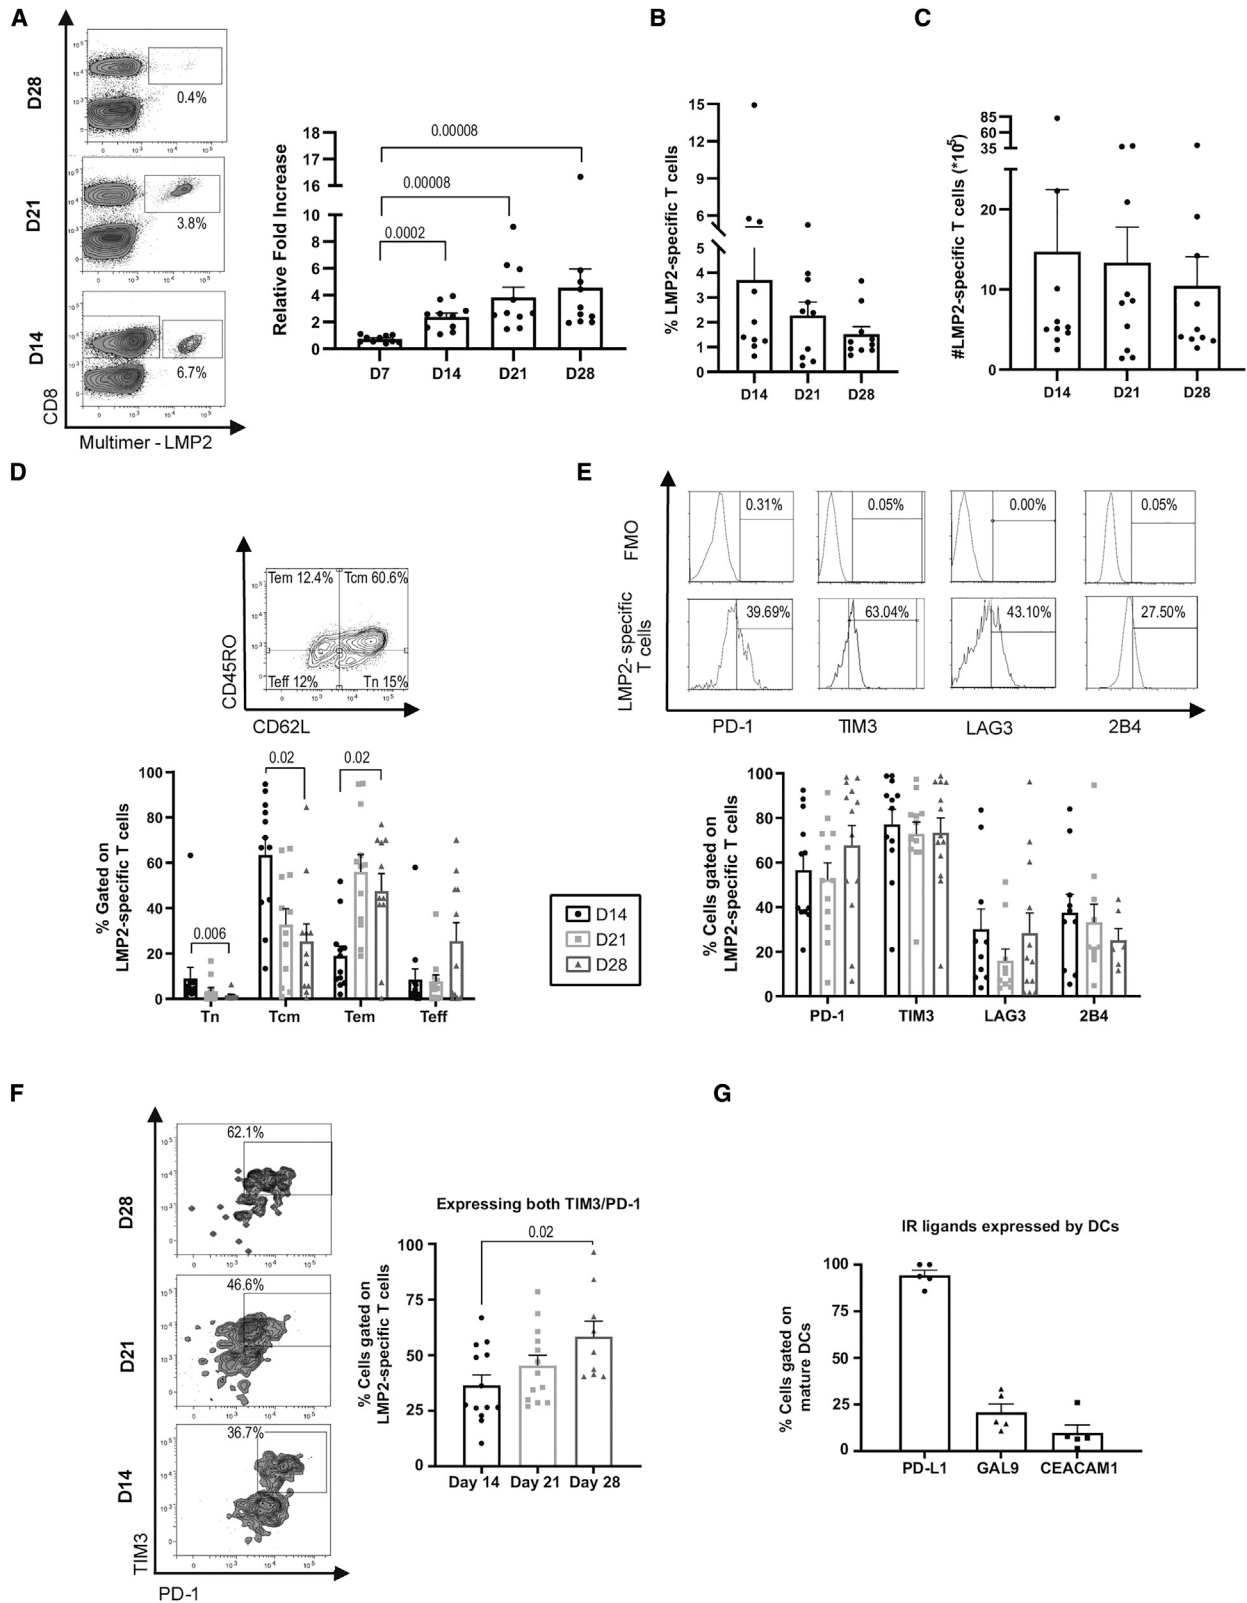 A
D28
0.4%
D21
3.8%
D14
6.7%
CD8
Multimer - LMP2
Relative Fold Increase
18
17
16
10
8
6
4
2
0
0.00008
0.00008
0.0002
D7 D14 D21 D28
B
% LMP2-specific T cells
15
12
9
6
5
4
3
2
1
0
D14 D21 D28
C
#LMP2-specific T cells (*10⁵)
85
60
35
20
10
0
D14 D21 D28
D
Tem 12.4% Tcm 60.6%
Teff 12% Tn 15%
CD45RO
CD62L
% Gated on
LMP2-specific T cells
100
80
60
40
20
0
0.006
0.02
0.02
Tn Tcm Tem Teff
D14
D21
D28
E
FMO
0.31% 0.05% 0.00% 0.05%
LMP2- specific
T cells
39.69% 63.04% 43.10% 27.50%
PD-1 TIM3 LAG3 2B4
% Cells gated on
LMP2-specific T cells
100
80
60
40
20
0
PD-1 TIM3 LAG3 2B4
F
D28
62.1%
D21
46.6%
D14
36.7%
TIM3
PD-1
Expressing both TIM3/PD-1
% Cells gated on
LMP2-specific T cells
0.02
100
75
50
25
0
Day 14 Day 21 Day 28
G
IR ligands expressed by DCs
% Cells gated on
mature DCs
100
75
50
25
0
PD-L1 GAL9 CEACAM1